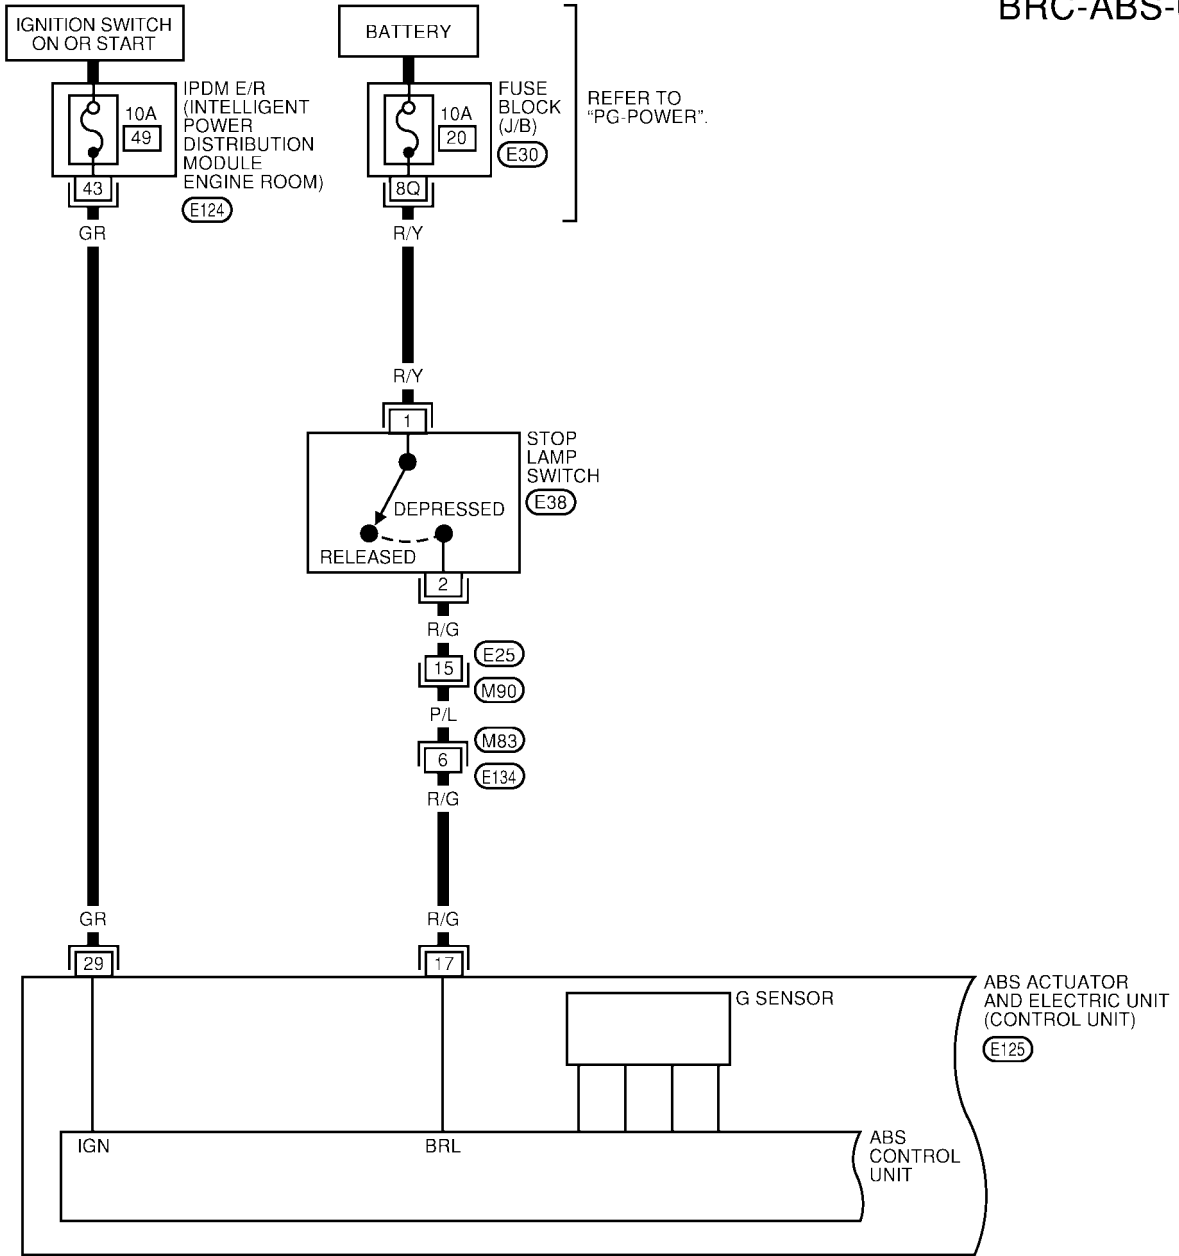 BRC-ABS-
IGNITION SWITCH
ON OR START
BATTERY
10A
49
IPDM E/R
(INTELLIGENT
POWER
DISTRIBUTION
MODULE
ENGINE ROOM)
E124
10A
20
FUSE
BLOCK
(J/B)
E30
REFER TO
“PG-POWER”.
43
8Q
GR
R/Y
R/Y
1
STOP
LAMP
SWITCH
E38
DEPRESSED
RELEASED
2
R/G
15
E25
M90
P/L
6
M83
E134
R/G
GR
R/G
29
17
G SENSOR
ABS ACTUATOR
AND ELECTRIC UNIT
(CONTROL UNIT)
E125
IGN
BRL
ABS
CONTROL
UNIT